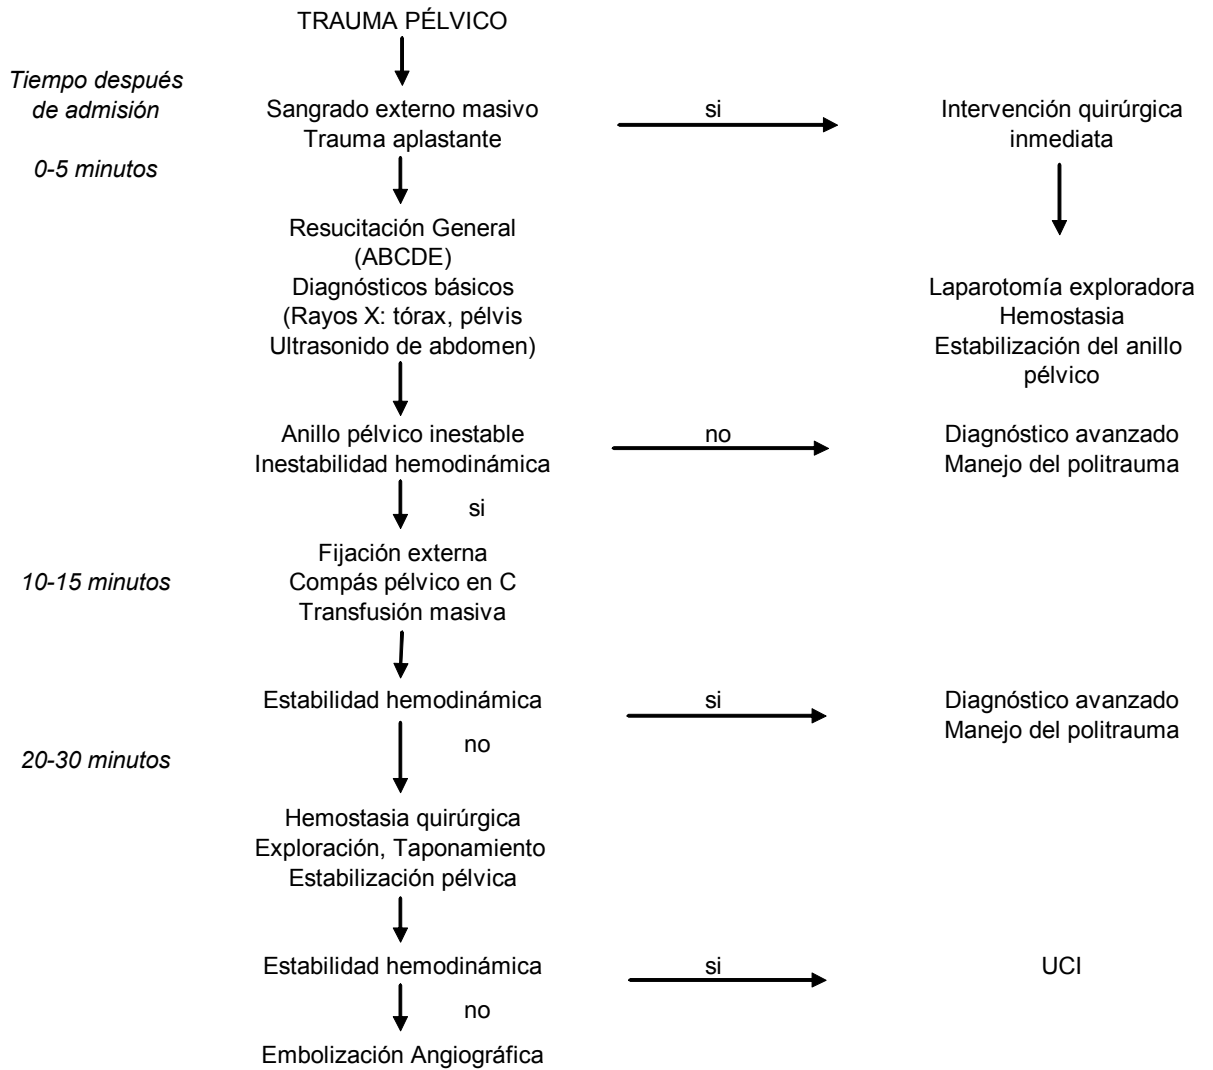 TRAUMA PÉLVICO
Tiempo después
de admisión
0-5 minutos
Sangrado externo masivo
Trauma aplastante
si
Intervención quirúrgica
inmediata
Resucitación General
(ABCDE)
Diagnósticos básicos
(Rayos X: tórax, pélvis
Ultrasonido de abdomen)
Laparotomía exploradora
Hemostasia
Estabilización del anillo
pélvico
Anillo pélvico inestable
Inestabilidad hemodinámica
no
Diagnóstico avanzado
Manejo del politrauma
si
10-15 minutos
Fijación externa
Compás pélvico en C
Transfusión masiva
Estabilidad hemodinámica
si
Diagnóstico avanzado
Manejo del politrauma
no
20-30 minutos
Hemostasia quirúrgica
Exploración, Taponamiento
Estabilización pélvica
Estabilidad hemodinámica
si
UCI
no
Embolización Angiográfica